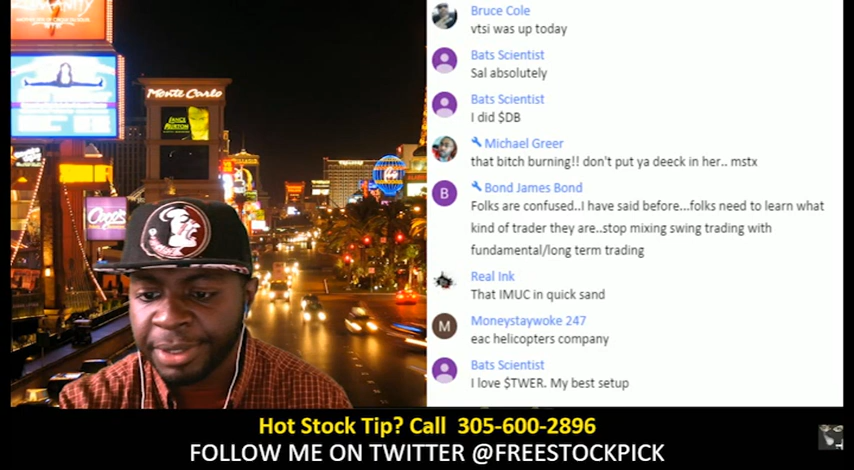 Monte Carlo
LANCE
BURTON
Bruce Cole
vtsi was up today
Bats Scientist
Sal absolutely
Bats Scientist
I did $DB
Michael Greer
that bitch burning!! don't put ya deeck in her.. mstx
B
Bond James Bond
Folks are confused..I have said before...folks need to learn what
kind of trader they are..stop mixing swing trading with
fundamental/long term trading
Real Ink
That IMUC in quick sand
M
Moneystaywoke 247
eac helicopters company
Bats Scientist
I love $TWER. My best setup
Hot Stock Tip? Call 305-600-2896
FOLLOW ME ON TWITTER @FREESTOCKPICK